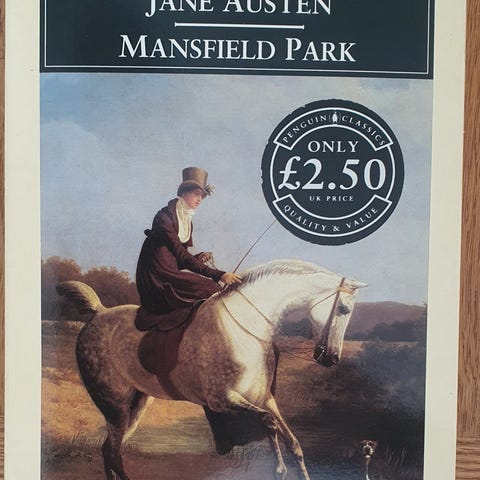 JANE AUSTEN
MANSFIELD PARK
PENGUIN CLASSICS
ONLY
£2.50
UK PRICE
QUALITY & VALUE